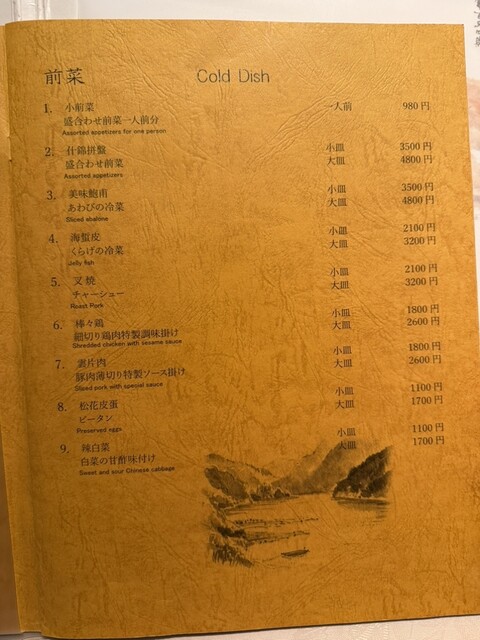 前菜 Cold Dish
1. 小前菜 一人前 980円
盛合わせ前菜一人前分
Assorted appetizers for one person
2. 什錦拼盤 小皿 3500円
盛合わせ前菜 大皿 4800円
Assorted appetizers
3. 美味鮑甫 小皿 3500円
あわびの冷菜 大皿 4800円
Sliced abalone
4. 海蜇皮 小皿 2100円
くらげの冷菜 大皿 3200円
Jelly fish
5. 叉焼 小皿 2100円
チャーシュー 大皿 3200円
Roast Pork
6. 棒々鶏 小皿 1800円
細切り鶏肉特製調味掛け 大皿 2600円
Shredded chicken with sesame sauce
7. 雲片肉 小皿 1800円
豚肉薄切り特製ソース掛け 大皿 2600円
Sliced pork with special sauce
8. 松花皮蛋 小皿 1100円
ピータン 大皿 1700円
Preserved eggs
9. 辣白菜 小皿 1100円
白菜の甘酢味付け 大皿 1700円
Sweet and sour Chinese cabbage